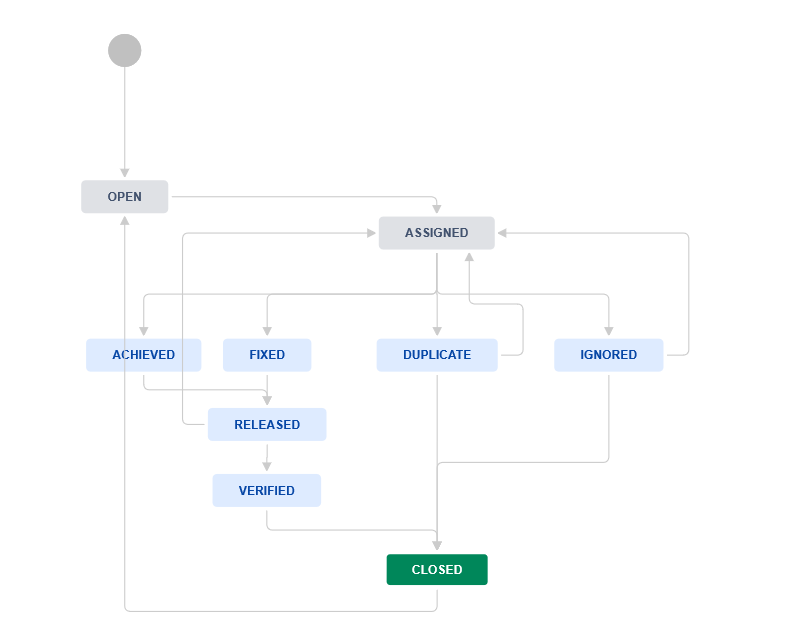 OPEN
ASSIGNED
ACHIEVED
FIXED
DUPLICATE
IGNORED
RELEASED
VERIFIED
CLOSED